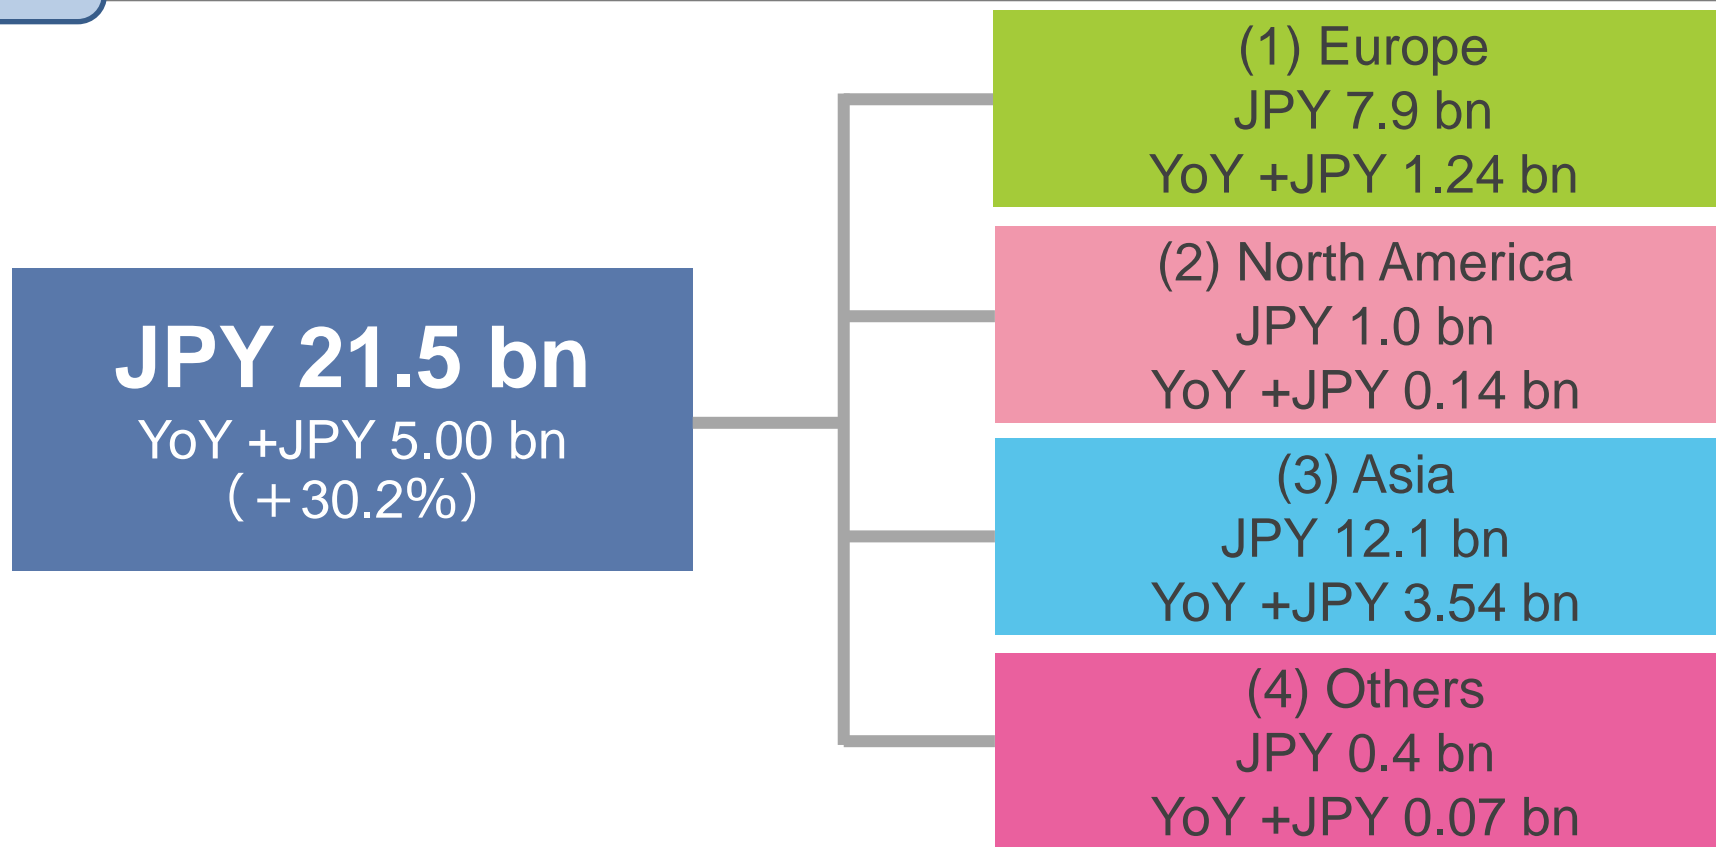 JPY 21.5 bn
YoY +JPY 5.00 bn
(＋30.2%)
(1) Europe
JPY 7.9 bn
YoY +JPY 1.24 bn
(2) North America
JPY 1.0 bn
YoY +JPY 0.14 bn
(3) Asia
JPY 12.1 bn
YoY +JPY 3.54 bn
(4) Others
JPY 0.4 bn
YoY +JPY 0.07 bn